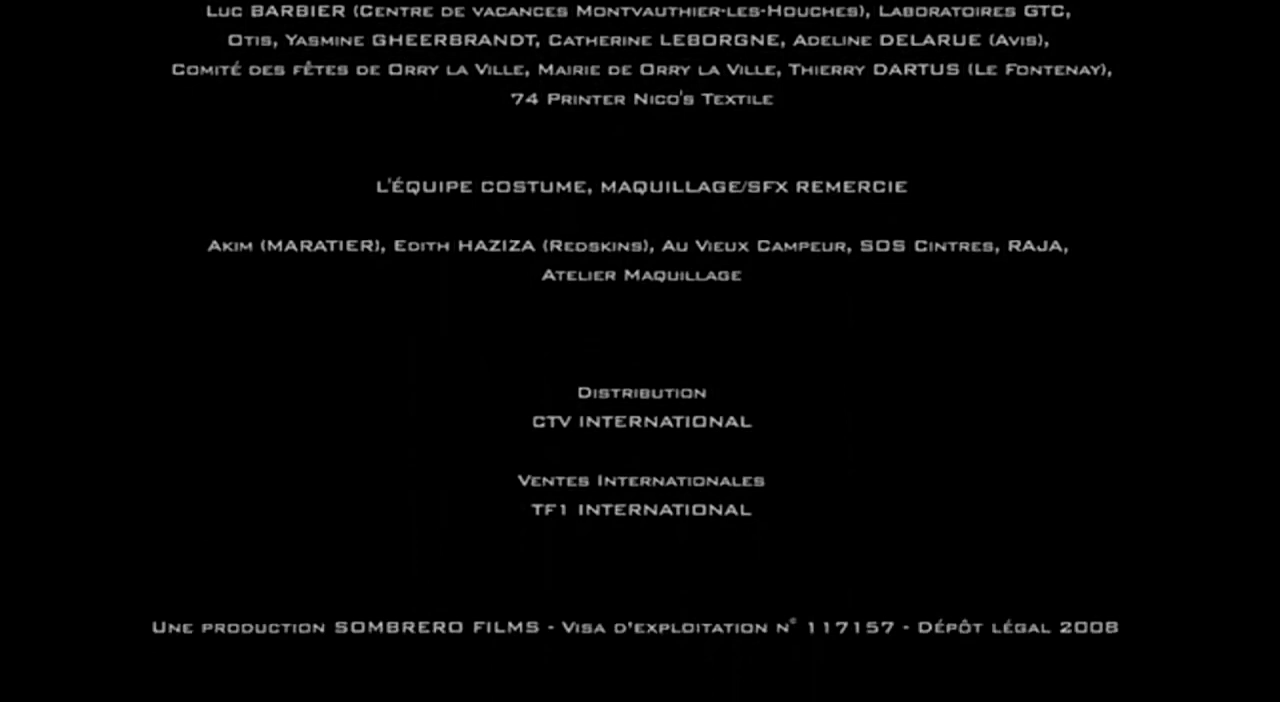 Luc BARBIER (Centre de vacances Montvauthier-les-Houches), Laboratoires GTC,
Otis, Yasmine GHEERBRANDT, Catherine LEBORGNE, Adeline DELARUE (Avis),
Comité des fêtes de Orry la Ville, Mairie de Orry la Ville, Thierry DARTUS (Le Fontenay),
74 Printer Nico's Textile
L'ÉQUIPE COSTUME, MAQUILLAGE/SFX REMERCIE
Akim (MARATIER), Edith HAZIZA (Redskins), Au Vieux Campeur, SOS Cintres, RAJA,
Atelier Maquillage
Distribution
CTV INTERNATIONAL
Ventes Internationales
TF1 INTERNATIONAL
Une production SOMBRERO FILMS - Visa d'exploitation n° 117157 - Dépôt légal 2008